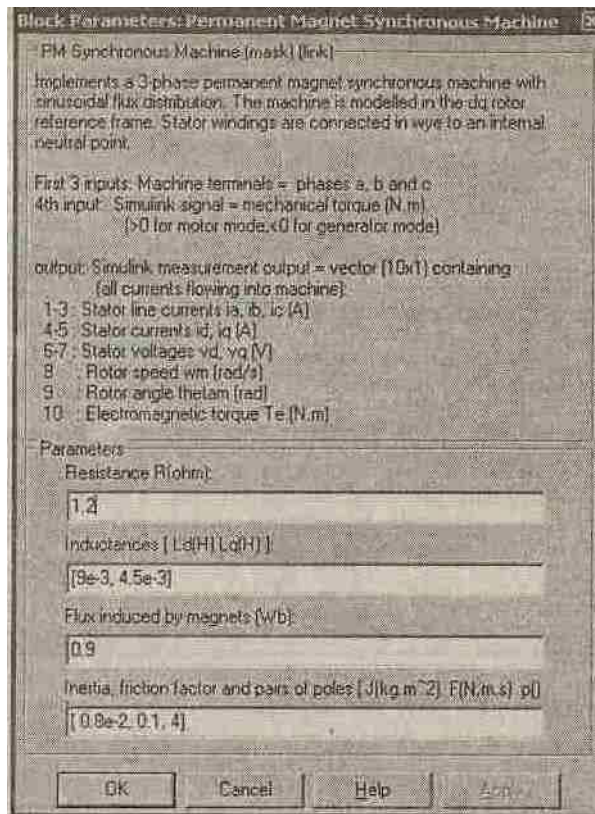 Block Parameters: Permanent Magnet Synchronous Machine
PM Synchronous Machine (mask) (link)
Implements a 3-phase permanent magnet synchronous machine with
sinusoidal flux distribution. The machine is modelled in the dq rotor
reference frame. Stator windings are connected in wye to an internal
neutral point.
First 3 inputs: Machine terminals = phases a, b and c
4th input: Simulink signal = mechanical torque (N.m)
(>0 for motor mode,<0 for generator mode)
output: Simulink measurement output = vector (10x1) containing
(all currents flowing into machine):
1-3 : Stator line currents ia, ib, ic (A)
4-5 : Stator currents id, iq (A)
6-7 : Stator voltages vd, vq (V)
8 : Rotor speed wm (rad/s)
9 : Rotor angle thetam (rad)
10 : Electromagnetic torque Te (N.m)
Parameters
Resistance R(ohm):
1.2
Inductances [ Ld(H) Lq(H) ]:
[9e-3, 4.5e-3]
Flux induced by magnets (Wb):
0.9
Inertia, friction factor and pairs of poles [ J(kg.m^2) F(N.m.s) p()
[ 0.8e-2, 0.1, 4]
OK Cancel Help Apply